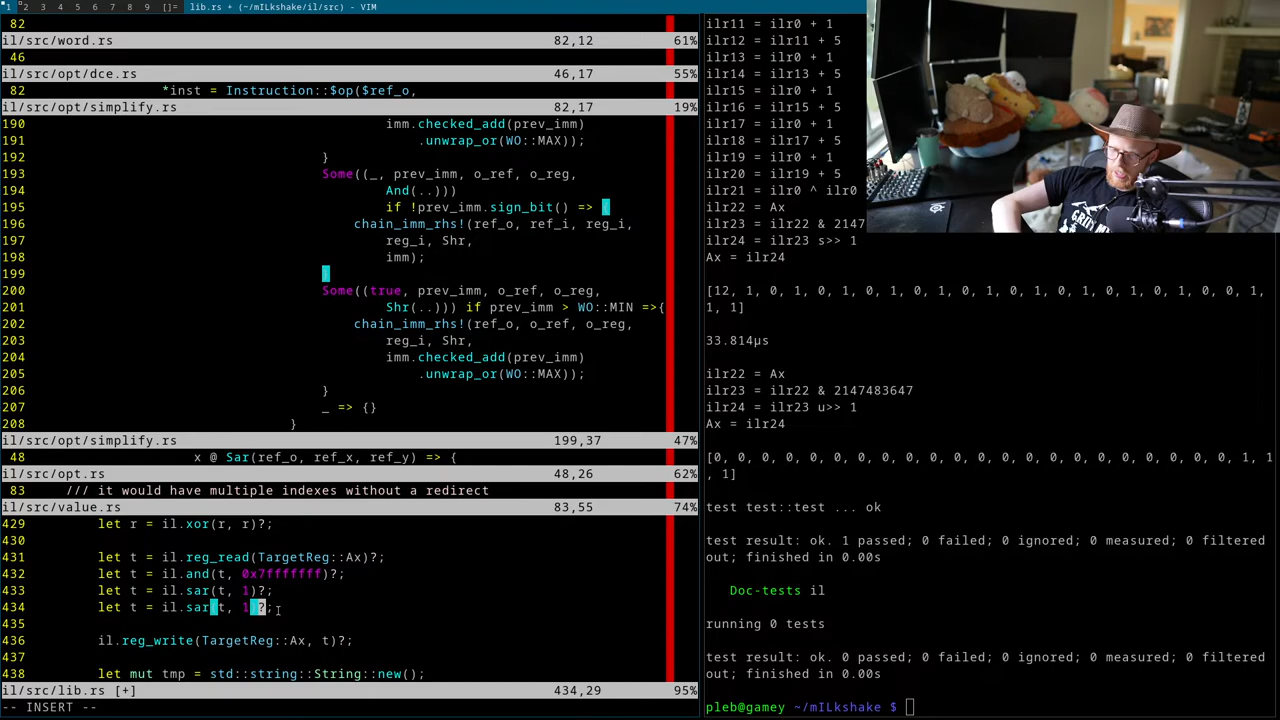 1 2 3 4 5 6 7 8 9 []= lib.rs + (~/mILkshake/il/src) - VIM
82
il/src/word.rs 82,12 61%
46
il/src/opt/dce.rs 46,17 55%
82 *inst = Instruction::$op($ref_o,
il/src/opt/simplify.rs 82,17 19%
190 imm.checked_add(prev_imm)
191 .unwrap_or(WO::MAX));
192 }
193 Some((_, prev_imm, o_ref, o_reg,
194 And(..)))
195 if !prev_imm.sign_bit() => {
196 chain_imm_rhs!(ref_o, ref_i, reg_i,
197 reg_i, Shr,
198 imm);
199 }
200 Some((true, prev_imm, o_ref, o_reg,
201 Shr(..))) if prev_imm > WO::MIN =>{
202 chain_imm_rhs!(ref_o, o_ref, o_reg,
203 reg_i, Shr,
204 imm.checked_add(prev_imm)
205 .unwrap_or(WO::MAX));
206 }
207 _ => {}
208 }
il/src/opt/simplify.rs 199,37 47%
48 x @ Sar(ref_o, ref_x, ref_y) => {
il/src/opt.rs 48,26 62%
83 /// it would have multiple indexes without a redirect
il/src/value.rs 83,55 74%
429 let r = il.xor(r, r)?;
430
431 let t = il.reg_read(TargetReg::Ax)?;
432 let t = il.and(t, 0x7fffffff)?;
433 let t = il.sar(t, 1)?;
434 let t = il.sar(t, 1)?;
435
436 il.reg_write(TargetReg::Ax, t)?;
437
438 let mut tmp = std::string::String::new();
il/src/lib.rs [+] 434,29 95%
-- INSERT --
ilr11 = ilr0 + 1
ilr12 = ilr11 + 5
ilr13 = ilr0 + 1
ilr14 = ilr13 + 5
ilr15 = ilr0 + 1
ilr16 = ilr15 + 5
ilr17 = ilr0 + 1
ilr18 = ilr17 + 5
ilr19 = ilr0 + 1
ilr20 = ilr19 + 5
ilr21 = ilr0 ^ ilr0
ilr22 = Ax
ilr23 = ilr22 & 2147
ilr24 = ilr23 s>> 1
Ax = ilr24
[12, 1, 0, 1, 0, 1, 0, 1, 0, 1, 0, 1, 0, 1, 0, 1, 0, 1, 0, 0, 1,
1, 1]
33.814µs
ilr22 = Ax
ilr23 = ilr22 & 2147483647
ilr24 = ilr23 u>> 1
Ax = ilr24
[0, 0, 0, 0, 0, 0, 0, 0, 0, 0, 0, 0, 0, 0, 0, 0, 0, 0, 0, 0, 0, 1, 1
, 1]
test test::test ... ok
test result: ok. 1 passed; 0 failed; 0 ignored; 0 measured; 0 filtered
out; finished in 0.00s
Doc-tests il
running 0 tests
test result: ok. 0 passed; 0 failed; 0 ignored; 0 measured; 0 filtered
out; finished in 0.00s
pleb@gamey ~/mILkshake $